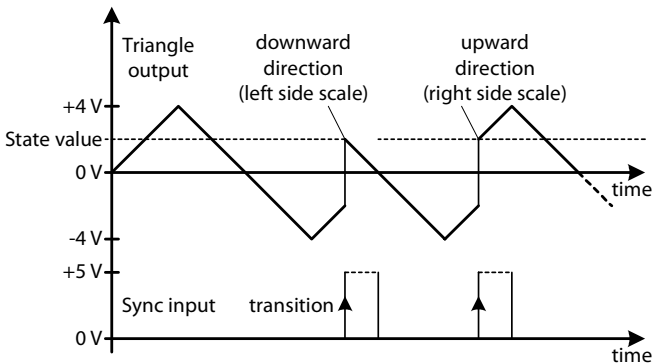 Triangle
output
downward
direction
(left side scale)
upward
direction
(right side scale)
+4 V
State value
0 V
time
-4 V
+5 V
Sync input
transition
0 V
time